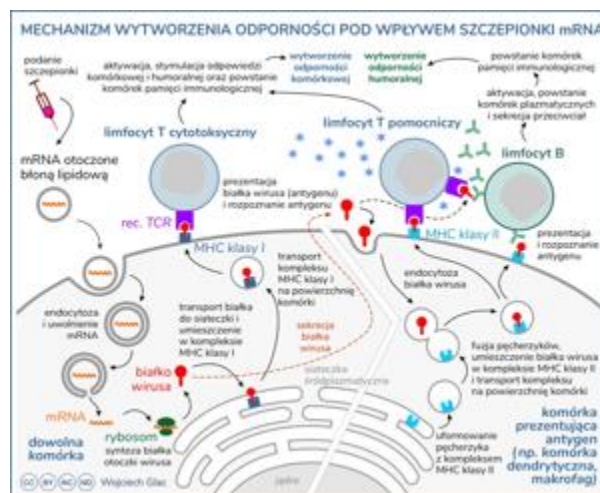 MECHANIZM WYTWORZENIA ODPORNOŚCI POD WPŁYWEM SZCZEPIONKI mRNA
podanie
szczepionki
aktywacja, stymulacja odpowiedzi
komórkowej i humoralnej oraz powstanie
komórek pamięci immunologicznej
wytworzenie
odporności
komórkowej
wytworzenie
odporności
humoralnej
powstanie komórek
pamięci immunologicznej
aktywacja, powstanie
komórek plazmatycznych
i sekrecja przeciwciał
limfocyt T cytotoksyczny
limfocyt T pomocniczy
limfocyt B
mRNA otoczone
błoną lipidową
prezentacja
białka wirusa (antygenu)
i rozpoznanie antygenu
rec. TCR
MHC klasy I
MHC klasy II
prezentacja
i rozpoznanie
antygenu
transport
kompleksu
MHC klasy I
na powierzchnię
komórki
endocytoza
białka wirusa
endocytoza
i uwolnienie
mRNA
transport białka
do siateczki i
umieszczenie
w kompleksie
MHC klasy I
sekrecja
białka
wirusa
fuzja pęcherzyków,
umieszczenie białka wirusa
w kompleksie MHC klasy II
i transport kompleksu
na powierzchnię komórki
białko
wirusa
siateczka
śródplazmatyczna
mRNA
rybosom
synteza białka
otoczki wirusa
dowolna
komórka
uformowanie
pęcherzyka
z kompleksem
MHC klasy II
komórka
prezentująca
antygen
(np. komórka
dendrytyczna,
makrofag)
jądro
CC BY NC ND Wojciech Glac